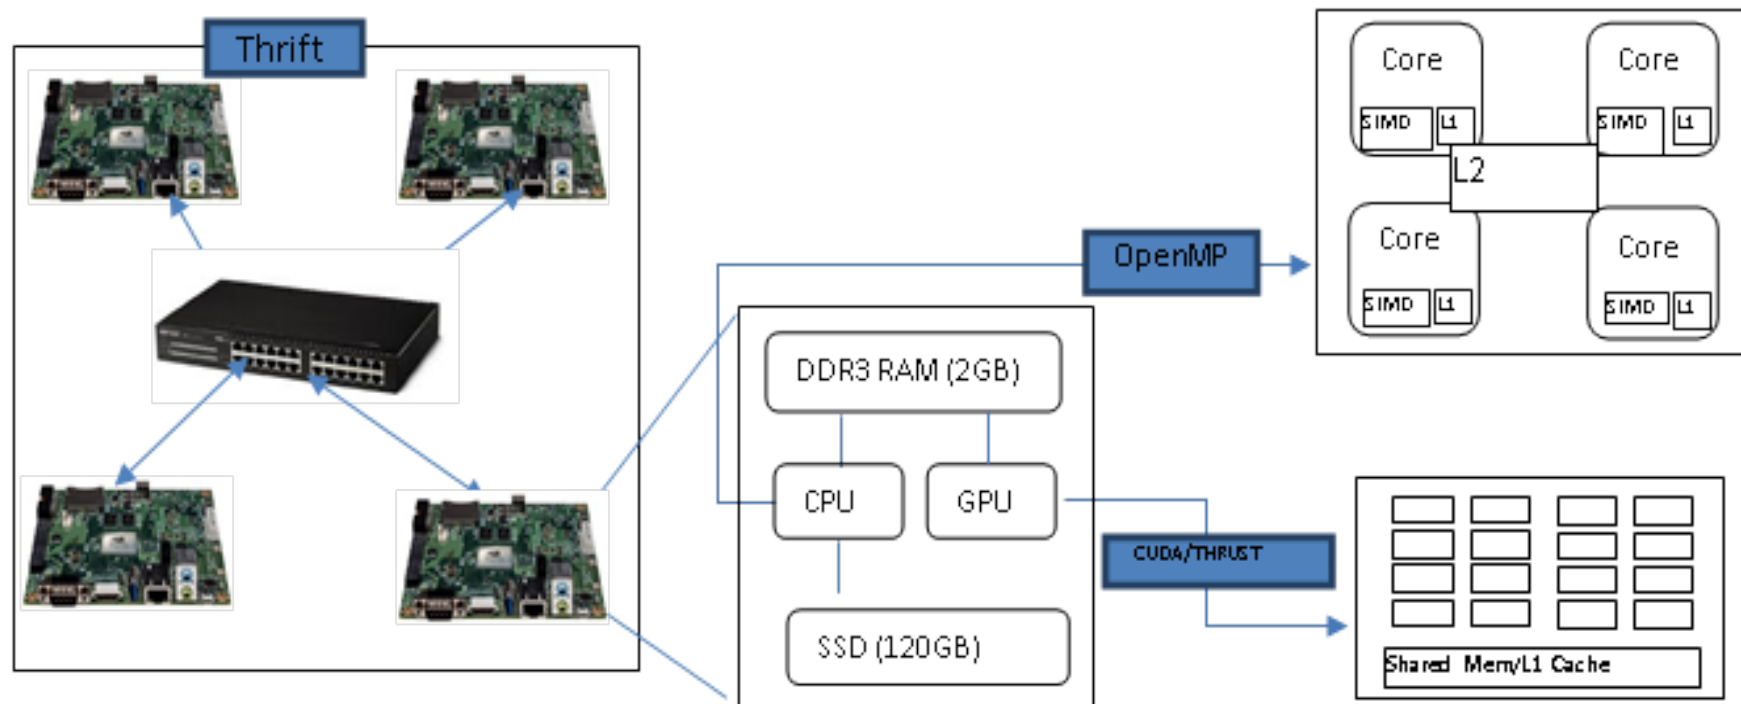 Thrift
OpenMP
DDR3 RAM (2GB)
CPU
GPU
SSD (120GB)
CUDA/THRUST
Core
SIMD
L1
Core
SIMD
L1
L2
Core
SIMD
L1
Core
SIMD
L1
Shared Mem/L1 Cache